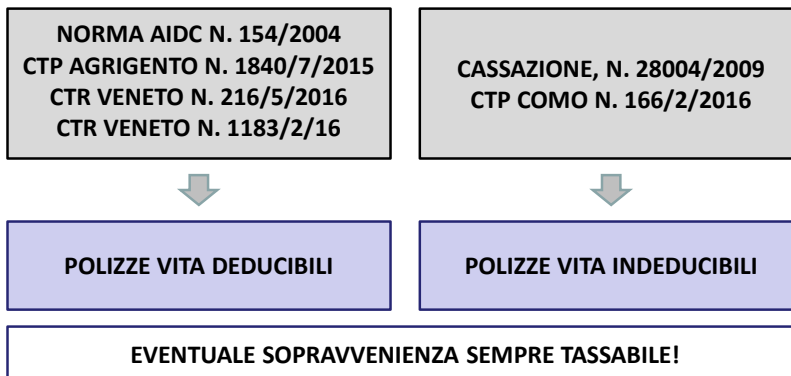 NORMA AIDC N. 154/2004
CTP AGRIGENTO N. 1840/7/2015
CTR VENETO N. 216/5/2016
CTR VENETO N. 1183/2/16
CASSAZIONE, N. 28004/2009
CTP COMO N. 166/2/2016
POLIZZE VITA DEDUCIBILI
POLIZZE VITA INDEDUCIBILI
EVENTUALE SOPRAVVENIENZA SEMPRE TASSABILE!